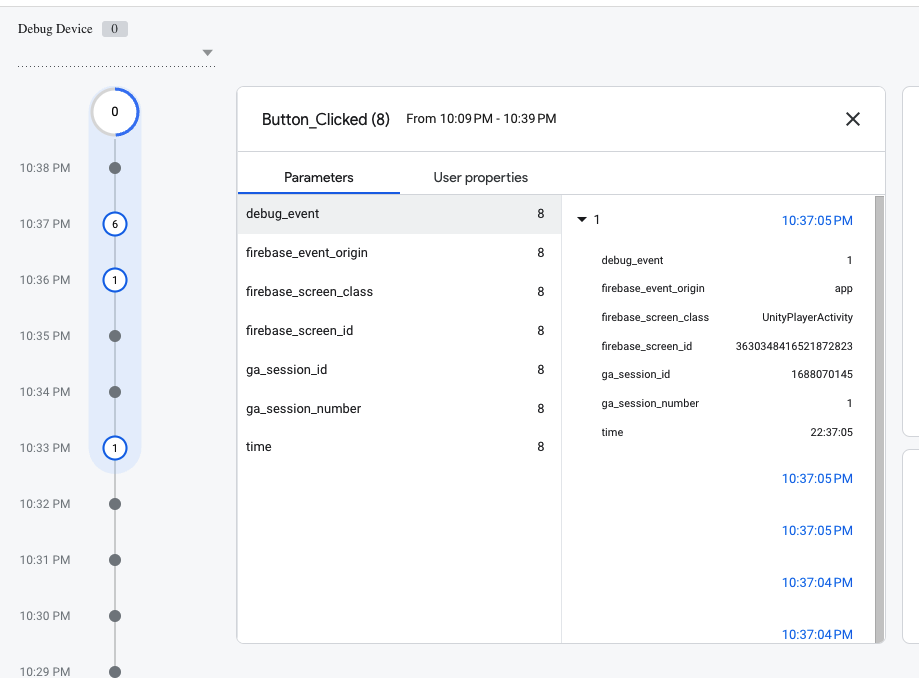 Debug Device 0
0
10:38 PM
10:37 PM 6
10:36 PM 1
10:35 PM
10:34 PM
10:33 PM 1
10:32 PM
10:31 PM
10:30 PM
10:29 PM
Button_Clicked (8) From 10:09 PM - 10:39 PM
Parameters User properties
debug_event 8
firebase_event_origin 8
firebase_screen_class 8
firebase_screen_id 8
ga_session_id 8
ga_session_number 8
time 8
1 10:37:05 PM
debug_event 1
firebase_event_origin app
firebase_screen_class UnityPlayerActivity
firebase_screen_id 3630348416521872823
ga_session_id 1688070145
ga_session_number 1
time 22:37:05
10:37:05 PM
10:37:05 PM
10:37:04 PM
10:37:04 PM